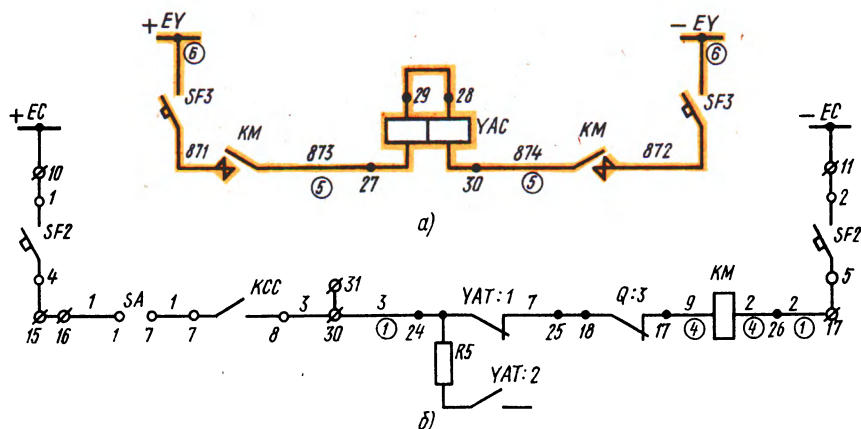 + EY
6
SF3
871
KM
873
5
27
29
28
YAC
30
874
5
KM
872
SF3
− EY
6
а)
+ EC
10
1
SF2
4
15
16
1
1
SA
7
1
7
KCC
8
3
31
30
3
1
24
R5
YAT:1
YAT:2
7
25
18
Q:3
17
9
4
KM
2
4
26
2
1
17
5
SF2
2
11
− EC
б)